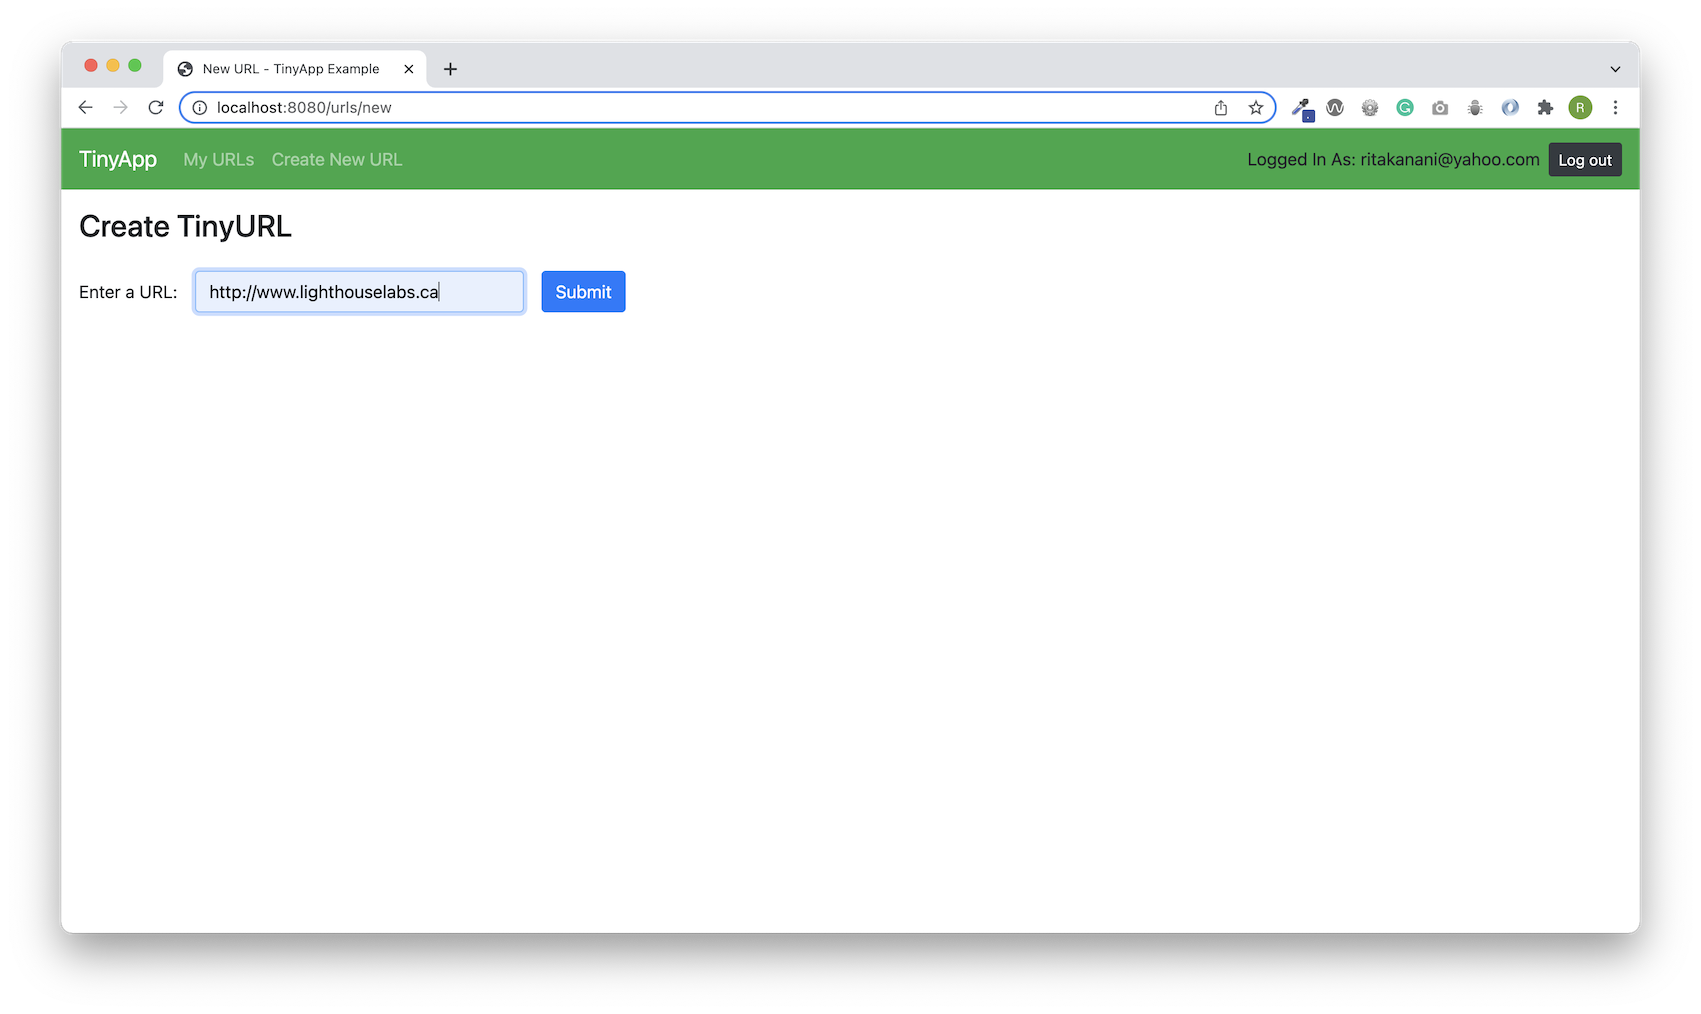 New URL - TinyApp Example
localhost:8080/urls/new
R
TinyApp My URLs Create New URL Logged In As: ritakanani@yahoo.com Log out
Create TinyURL
Enter a URL: http://www.lighthouselabs.ca Submit